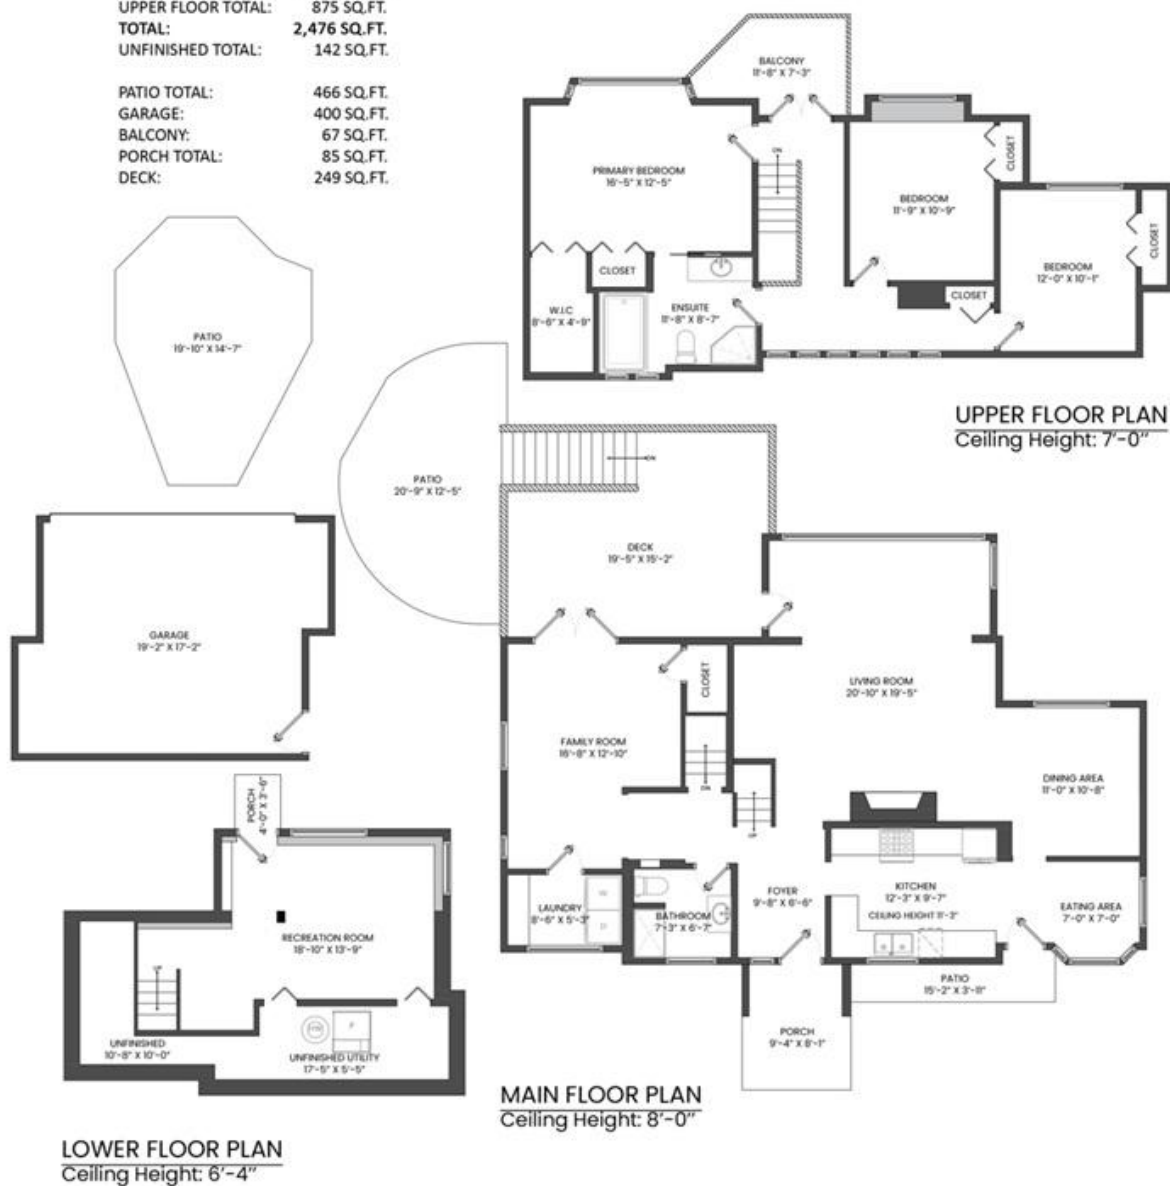 UPPER FLOOR TOTAL: 875 SQ.FT.
TOTAL: 2,476 SQ.FT.
UNFINISHED TOTAL: 142 SQ.FT.
PATIO TOTAL: 466 SQ.FT.
GARAGE: 400 SQ.FT.
BALCONY: 67 SQ.FT.
PORCH TOTAL: 85 SQ.FT.
DECK: 249 SQ.FT.
BALCONY
11'-8" X 7'-3"
PRIMARY BEDROOM
16'-5" X 12'-5"
DN
BEDROOM
11'-9" X 10'-9"
CLOSET
BEDROOM
12'-0" X 10'-1"
CLOSET
CLOSET
W.I.C
8'-6" X 4'-9"
ENSUITE
11'-8" X 8'-7"
CLOSET
UPPER FLOOR PLAN
Ceiling Height: 7'-0"
PATIO
19'-10" X 14'-7"
PATIO
20'-9" X 12'-5"
DN
DECK
19'-5" X 15'-2"
GARAGE
19'-2" X 17'-2"
CLOSET
LIVING ROOM
20'-10" X 19'-5"
FAMILY ROOM
16'-8" X 12'-10"
DN
UP
DINING AREA
11'-0" X 10'-8"
KITCHEN
12'-3" X 9'-7"
CEILING HEIGHT 11'-3"
EATING AREA
7'-0" X 7'-0"
FOYER
9'-8" X 6'-6"
LAUNDRY
8'-6" X 5'-3"
BATHROOM
7'-3" X 6'-7"
PATIO
15'-2" X 3'-11"
PORCH
9'-4" X 8'-1"
MAIN FLOOR PLAN
Ceiling Height: 8'-0"
PORCH
4'-0" X 3'-6"
RECREATION ROOM
18'-10" X 13'-9"
UP
UNFINISHED
10'-8" X 10'-0"
F
UNFINISHED UTILITY
17'-5" X 5'-5"
LOWER FLOOR PLAN
Ceiling Height: 6'-4"